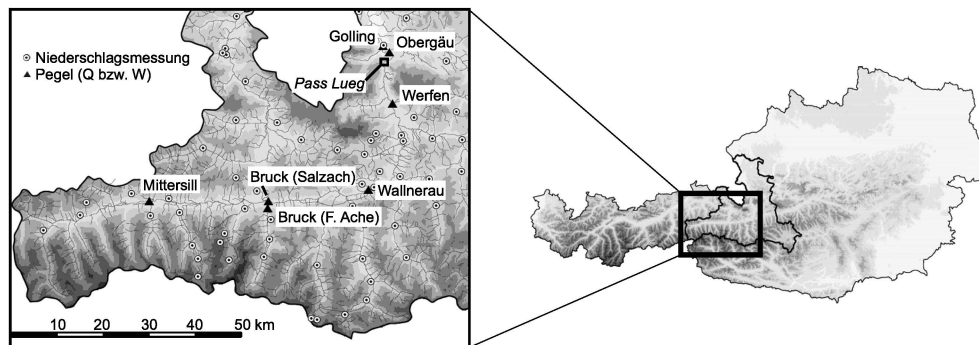 Golling
Obergäu
Niederschlagsmessung
Pegel (Q bzw. W)
Pass Lueg
Werfen
Mittersill
Bruck (Salzach)
Wallnerau
Bruck (F. Ache)
10 20 30 40 50 km